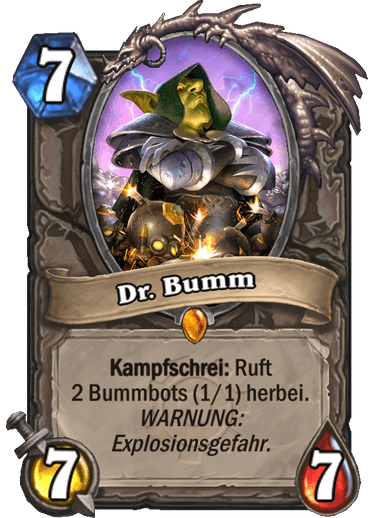 7
Dr. Bumm
Kampfschrei: Ruft
2 Bummbots (1/1) herbei.
WARNUNG:
Explosionsgefahr.
7
7